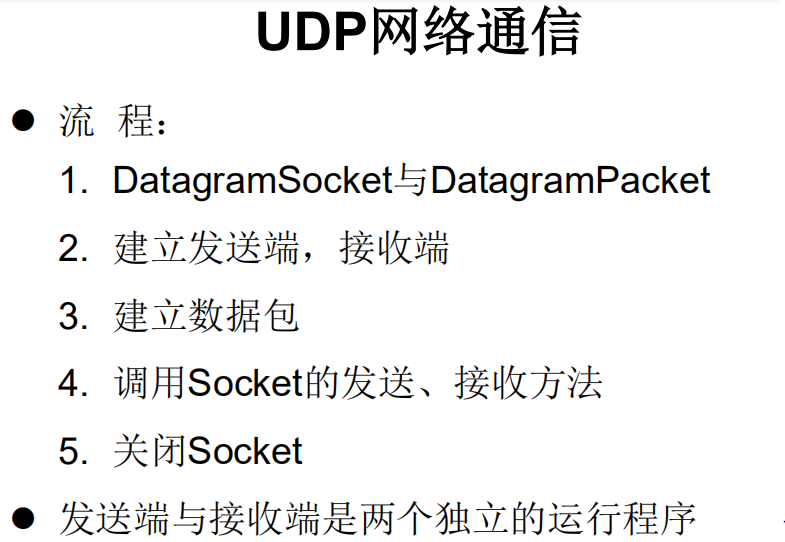 UDP网络通信
● 流 程：
1. DatagramSocket与DatagramPacket
2. 建立发送端，接收端
3. 建立数据包
4. 调用Socket的发送、接收方法
5. 关闭Socket
● 发送端与接收端是两个独立的运行程序